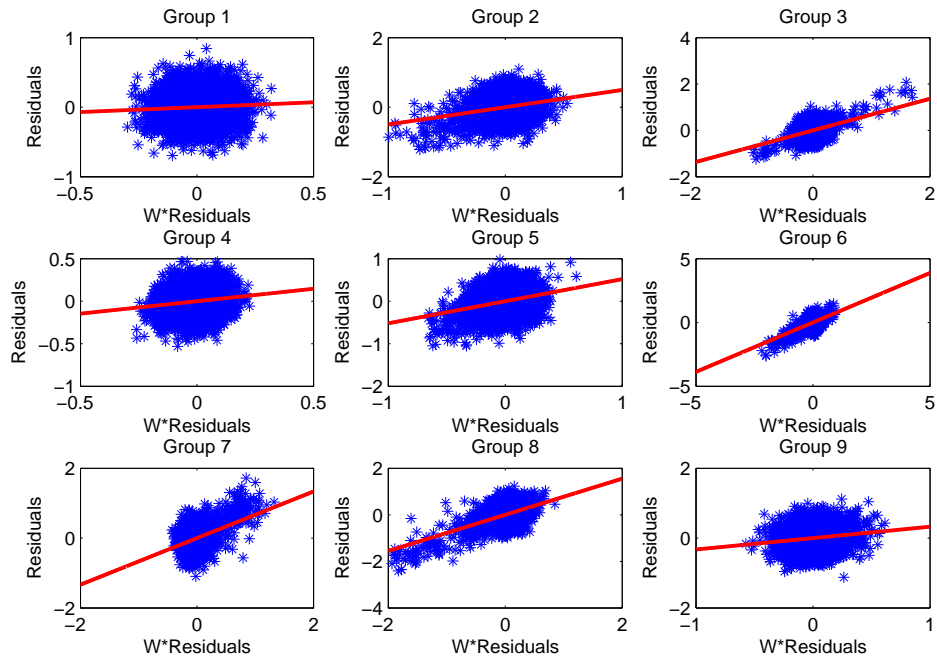 Group 1
Group 2
Group 3
1
0
−1
−0.5
0
0.5
Residuals
W*Residuals
2
0
−2
−1
0
1
Residuals
W*Residuals
4
2
0
−2
−2
0
2
Residuals
W*Residuals
Group 4
Group 5
Group 6
0.5
0
−0.5
−1
−0.5
0
0.5
Residuals
W*Residuals
1
0
−1
−2
−1
0
1
Residuals
W*Residuals
5
0
−5
−5
0
5
Residuals
W*Residuals
Group 7
Group 8
Group 9
2
0
−2
−2
0
2
Residuals
W*Residuals
2
0
−2
−4
−2
0
2
Residuals
W*Residuals
2
0
−2
−1
0
1
Residuals
W*Residuals